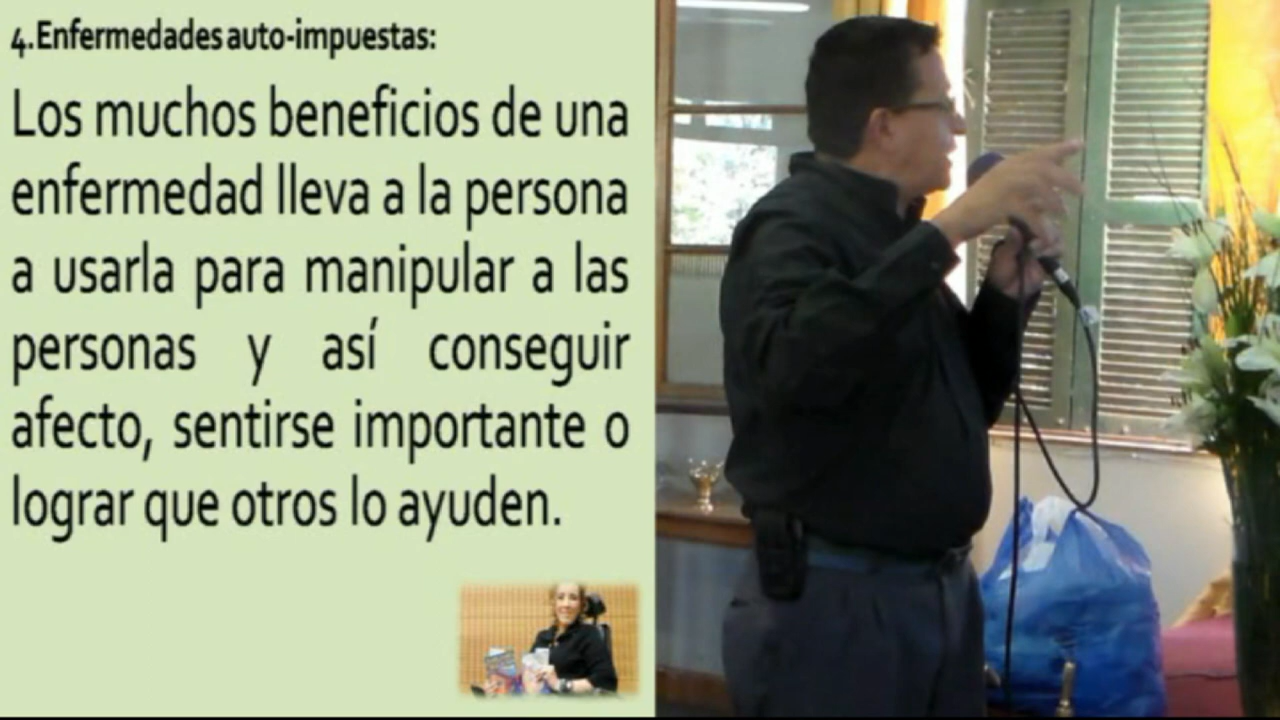 4.Enfermedades auto-impuestas:
Los muchos beneficios de una
enfermedad lleva a la persona
a usarla para manipular a las
personas y así conseguir
afecto, sentirse importante o
lograr que otros lo ayuden.